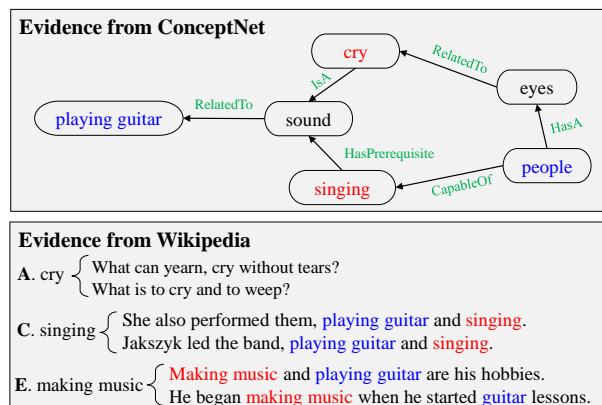 Evidence from ConceptNet
cry
RelatedTo
IsA
eyes
RelatedTo
playing guitar
sound
HasA
HasPrerequisite
people
CapableOf
singing
Evidence from Wikipedia
A. cry
What can yearn, cry without tears?
What is to cry and to weep?
C. singing
She also performed them, playing guitar and singing.
Jakszyk led the band, playing guitar and singing.
E. making music
Making music and playing guitar are his hobbies.
He began making music when he started guitar lessons.